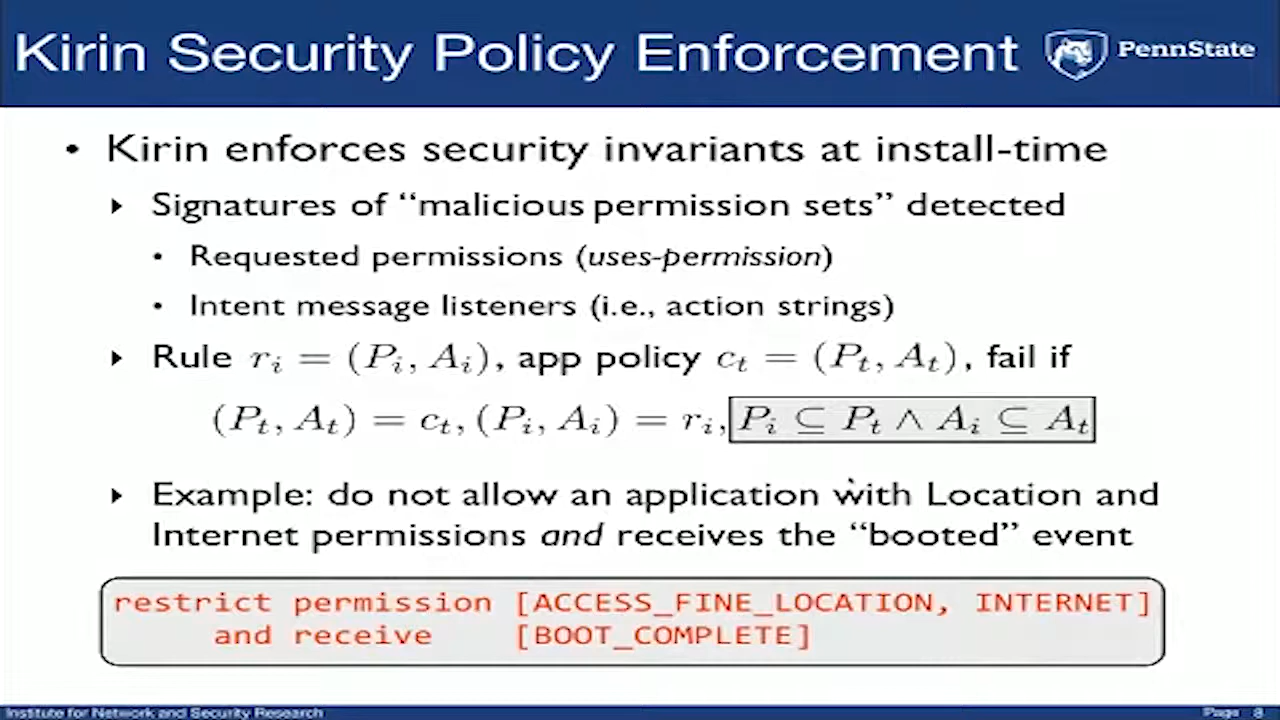 Kirin Security Policy Enforcement
PennState
• Kirin enforces security invariants at install-time
‣ Signatures of “malicious permission sets” detected
• Requested permissions (uses-permission)
• Intent message listeners (i.e., action strings)
‣ Rule r_i = (P_i, A_i), app policy c_t = (P_t, A_t), fail if
(P_t, A_t) = c_t, (P_i, A_i) = r_i, P_i ⊆ P_t ∧ A_i ⊆ A_t
‣ Example: do not allow an application with Location and
Internet permissions and receives the “booted” event
restrict permission [ACCESS_FINE_LOCATION, INTERNET]
and receive [BOOT_COMPLETE]
Institute for Network and Security Research
Page 8